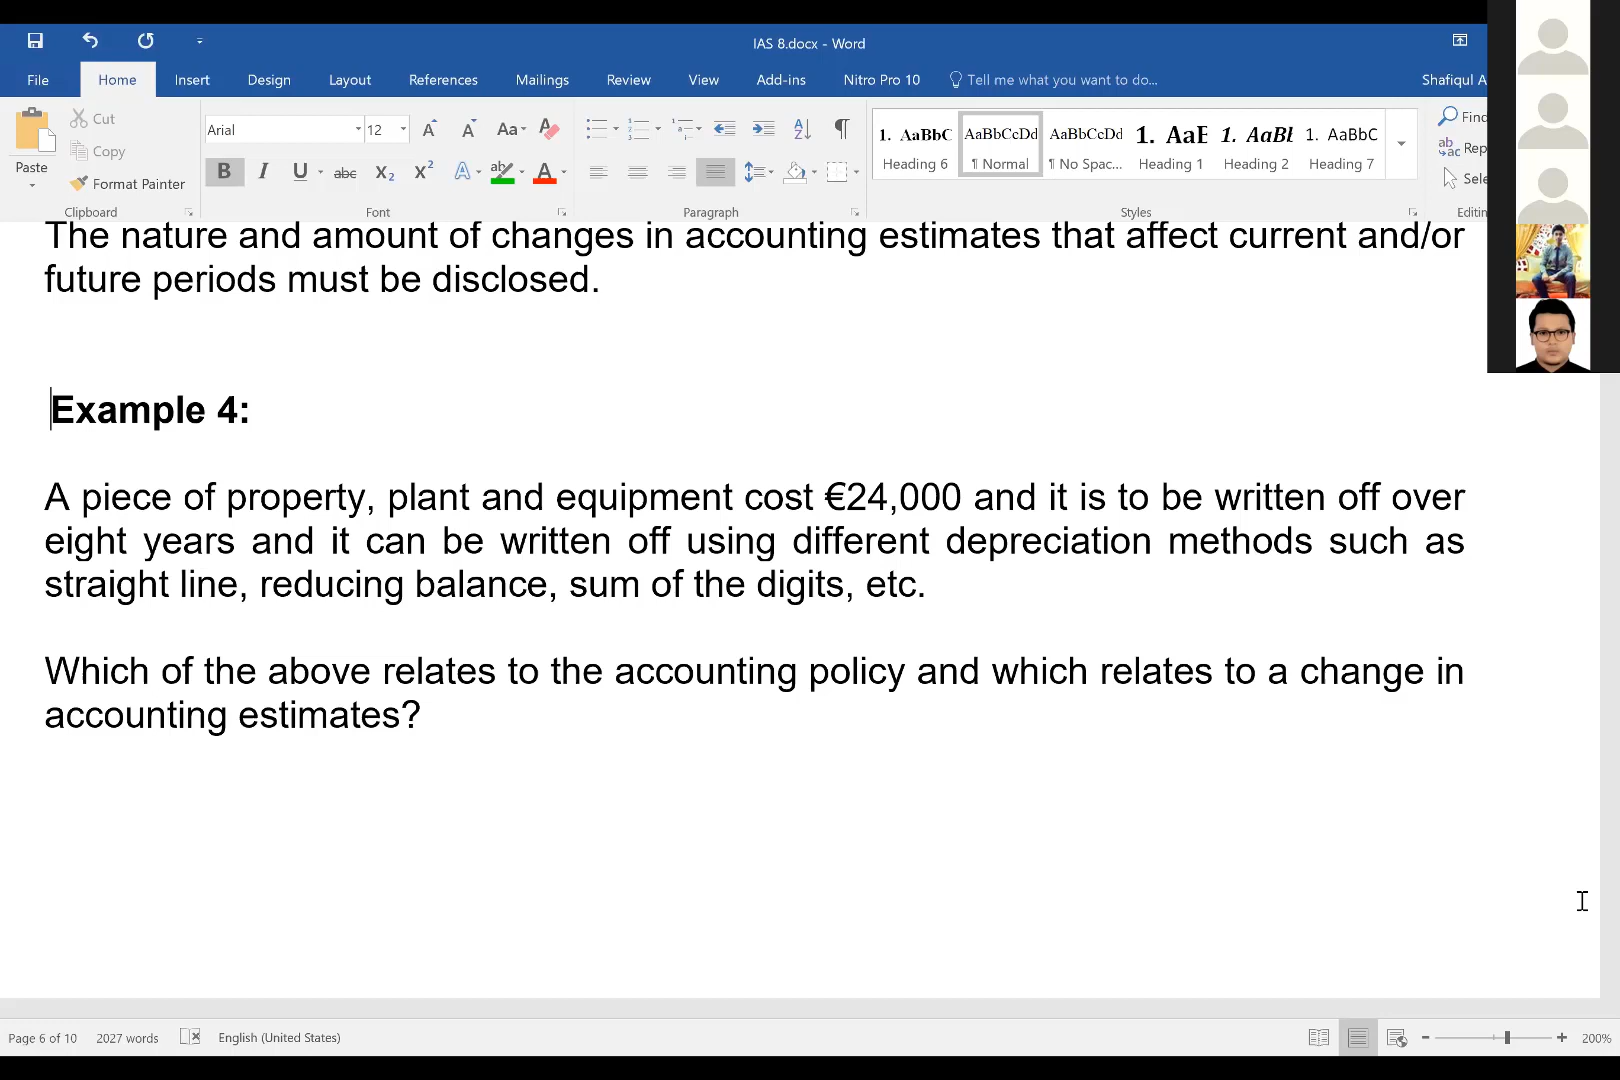 IAS 8.docx - Word
File Home Insert Design Layout References Mailings Review View Add-ins Nitro Pro 10 Tell me what you want to do... Shafiqul A
Paste
Cut
Copy
Format Painter
Clipboard
Arial 12
Font
Paragraph
1. AaBbC AaBbCcDd AaBbCcDd 1. AaE 1. AaBl 1. AaBbC
Heading 6 ¶ Normal ¶ No Spac... Heading 1 Heading 2 Heading 7
Styles
Find
Rep
Sele
Editin
The nature and amount of changes in accounting estimates that affect current and/or
future periods must be disclosed.
Example 4:
A piece of property, plant and equipment cost €24,000 and it is to be written off over
eight years and it can be written off using different depreciation methods such as
straight line, reducing balance, sum of the digits, etc.
Which of the above relates to the accounting policy and which relates to a change in
accounting estimates?
Page 6 of 10 2027 words English (United States) 200%